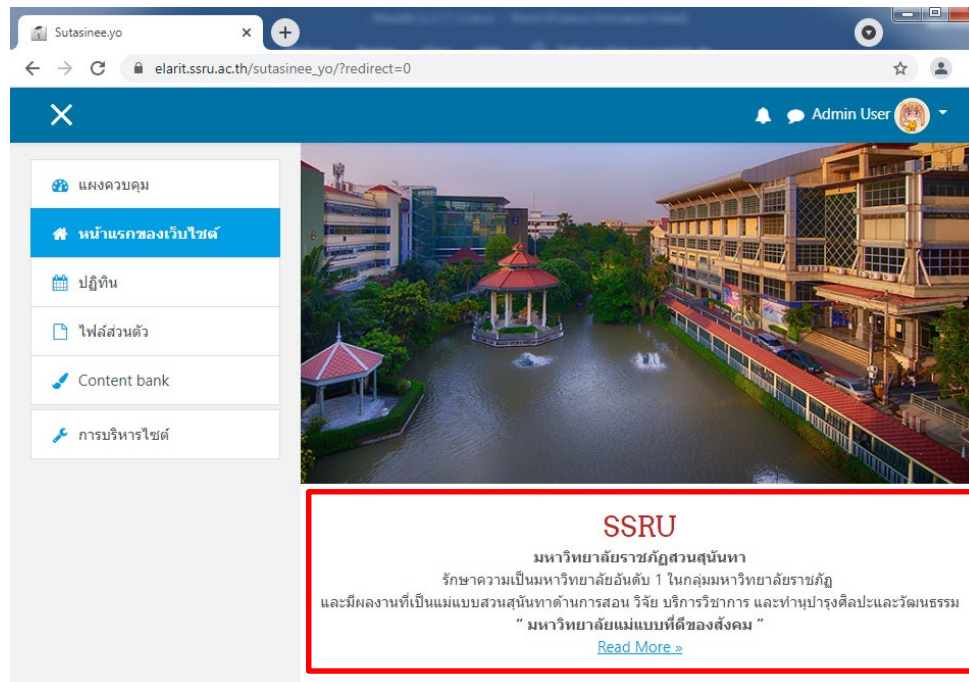 Sutasinee.yo
elarit.ssru.ac.th/sutasinee_yo/?redirect=0
Admin User
แผงควบคุม
หน้าแรกของเว็บไซต์
ปฏิทิน
ไฟล์ส่วนตัว
Content bank
การบริหารไซต์
SSRU
มหาวิทยาลัยราชภัฏสวนสุนันทา
รักษาความเป็นมหาวิทยาลัยอันดับ 1 ในกลุ่มมหาวิทยาลัยราชภัฏ
และมีผลงานที่เป็นแม่แบบสวนสุนันทาด้านการสอน วิจัย บริการวิชาการ และทำนุบำรุงศิลปะและวัฒนธรรม
“ มหาวิทยาลัยแม่แบบที่ดีของสังคม ”
Read More »